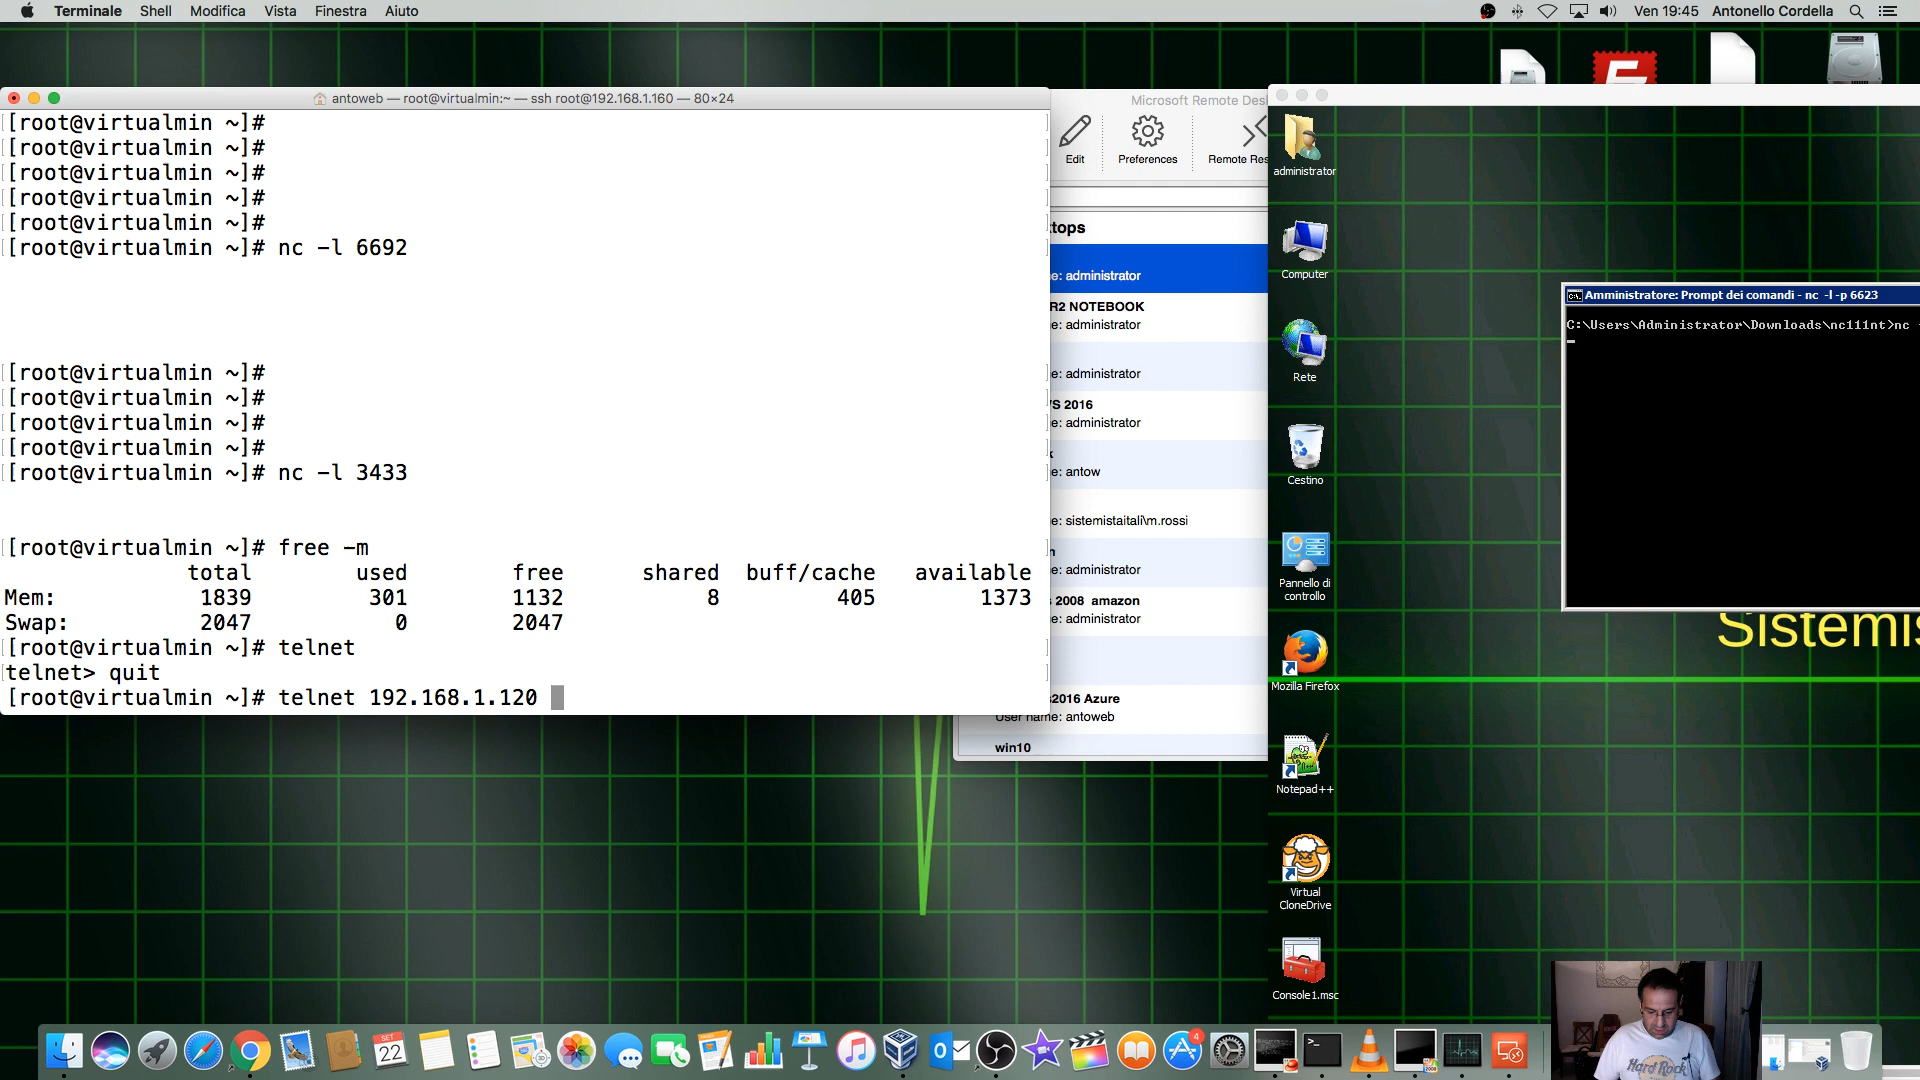 Terminale Shell Modifica Vista Finestra Aiuto
Ven 19:45 Antonello Cordella
antoweb — root@virtualmin:~ — ssh root@192.168.1.160 — 80×24
[root@virtualmin ~]#
[root@virtualmin ~]#
[root@virtualmin ~]#
[root@virtualmin ~]#
[root@virtualmin ~]#
[root@virtualmin ~]# nc -l 6692
[root@virtualmin ~]#
[root@virtualmin ~]#
[root@virtualmin ~]#
[root@virtualmin ~]#
[root@virtualmin ~]# nc -l 3433
[root@virtualmin ~]# free -m
total used free shared buff/cache available
Mem: 1839 301 1132 8 405 1373
Swap: 2047 0 2047
[root@virtualmin ~]# telnet
telnet> quit
[root@virtualmin ~]# telnet 192.168.1.120
Microsoft Remote Des
Edit Preferences Remote Res
tops
e: administrator
R2 NOTEBOOK
e: administrator
e: administrator
S 2016
e: administrator
e: antow
e: sistemistaitali\m.rossi
n
e: administrator
s 2008 amazon
e: administrator
s2016 Azure
User name: antoweb
win10
administrator
Computer
Rete
Cestino
Pannello di
controllo
Mozilla Firefox
Notepad++
Virtual
CloneDrive
Console1.msc
Amministratore: Prompt dei comandi - nc -l -p 6623
C:\Users\Administrator\Downloads\nc111nt>nc
Sistemis
SET
22
4
Hard Rock